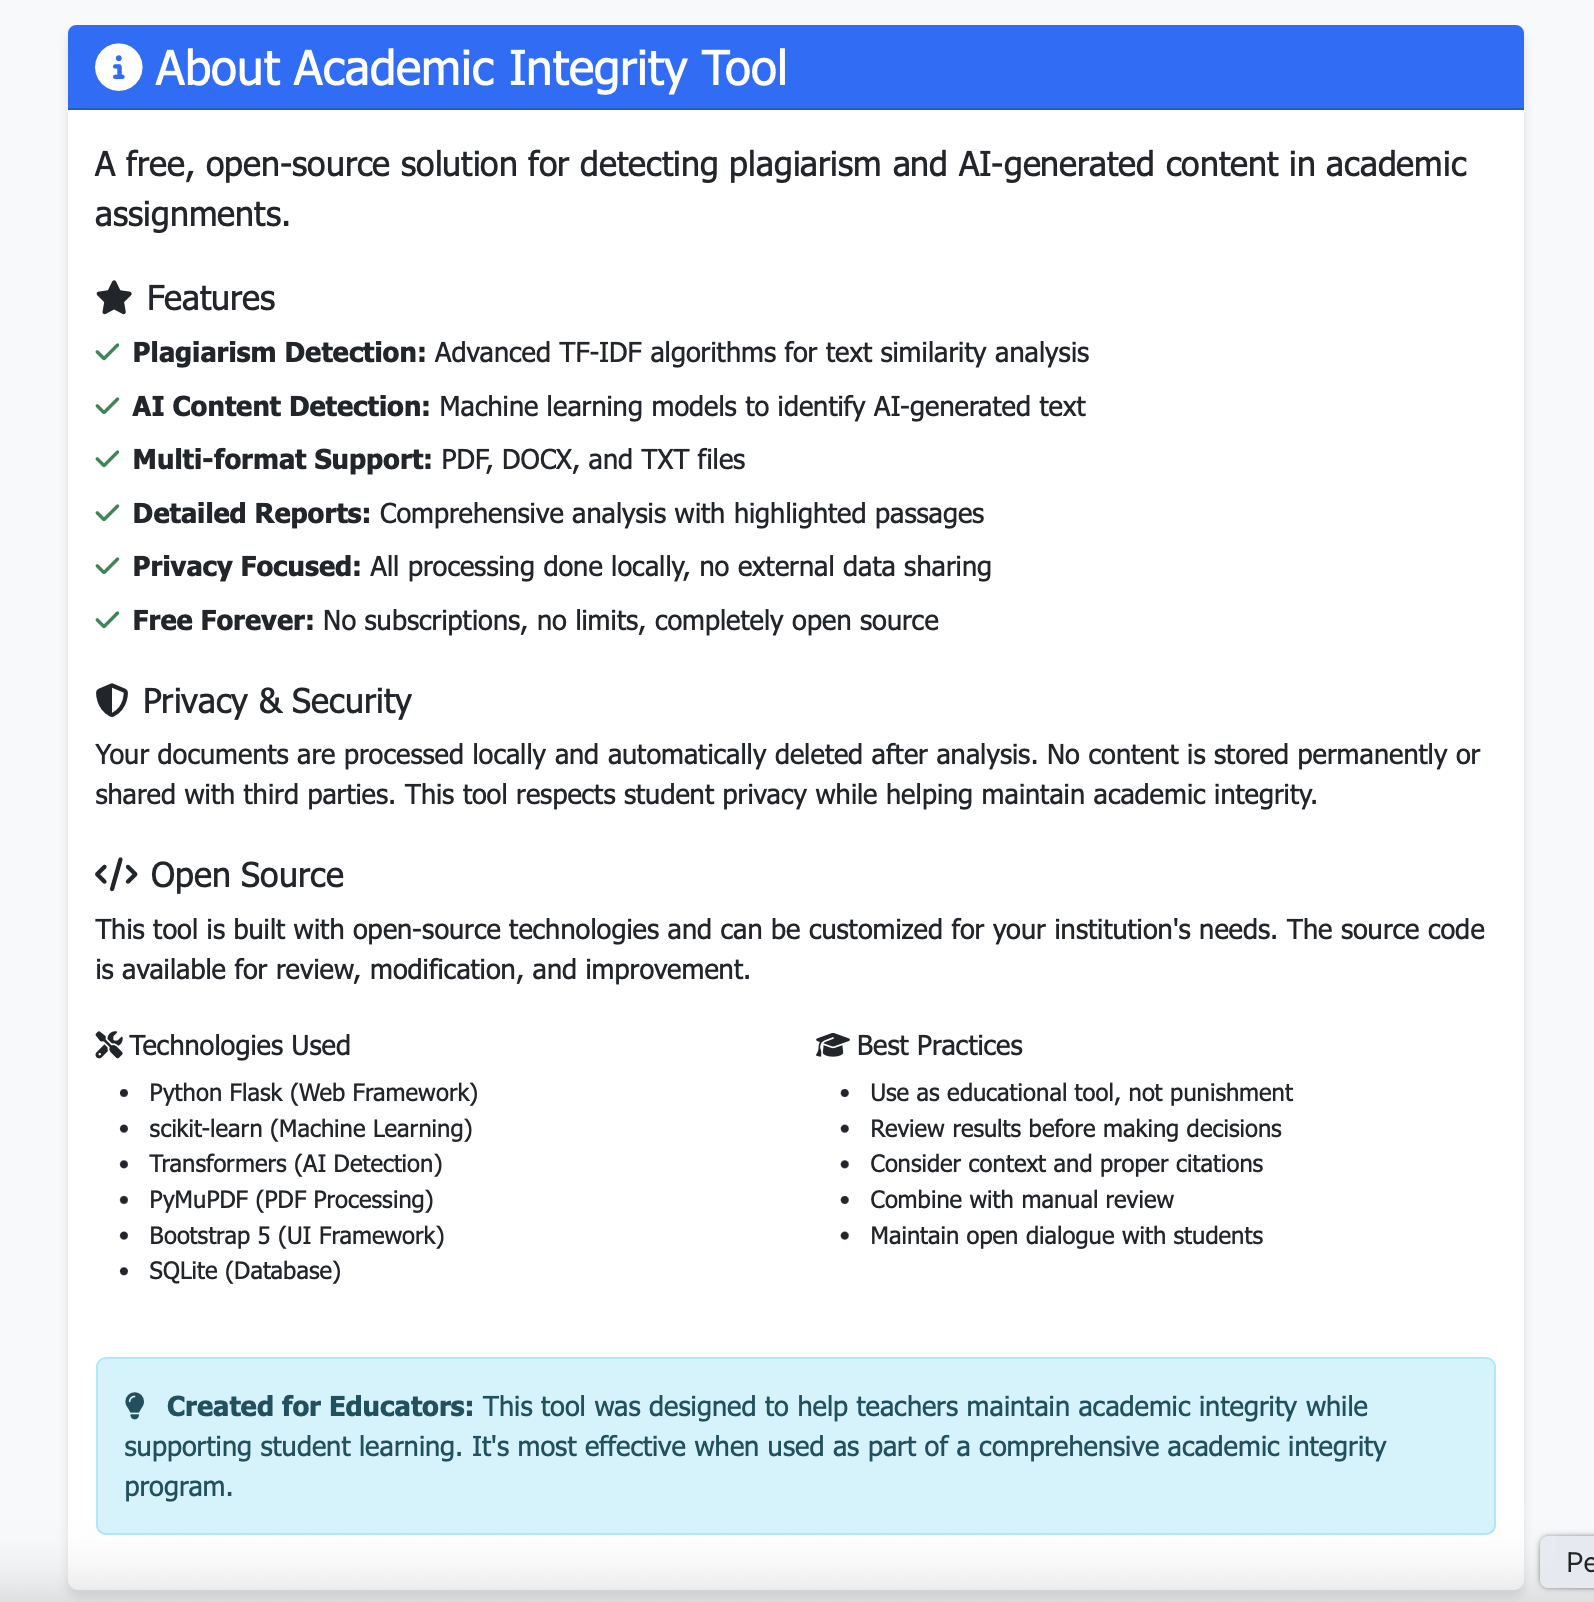 About Academic Integrity Tool
A free, open-source solution for detecting plagiarism and AI-generated content in academic
assignments.
Features
Plagiarism Detection: Advanced TF-IDF algorithms for text similarity analysis
AI Content Detection: Machine learning models to identify AI-generated text
Multi-format Support: PDF, DOCX, and TXT files
Detailed Reports: Comprehensive analysis with highlighted passages
Privacy Focused: All processing done locally, no external data sharing
Free Forever: No subscriptions, no limits, completely open source
Privacy & Security
Your documents are processed locally and automatically deleted after analysis. No content is stored permanently or
shared with third parties. This tool respects student privacy while helping maintain academic integrity.
Open Source
This tool is built with open-source technologies and can be customized for your institution's needs. The source code
is available for review, modification, and improvement.
Technologies Used
• Python Flask (Web Framework)
• scikit-learn (Machine Learning)
• Transformers (AI Detection)
• PyMuPDF (PDF Processing)
• Bootstrap 5 (UI Framework)
• SQLite (Database)
Best Practices
• Use as educational tool, not punishment
• Review results before making decisions
• Consider context and proper citations
• Combine with manual review
• Maintain open dialogue with students
Created for Educators: This tool was designed to help teachers maintain academic integrity while
supporting student learning. It's most effective when used as part of a comprehensive academic integrity
program.